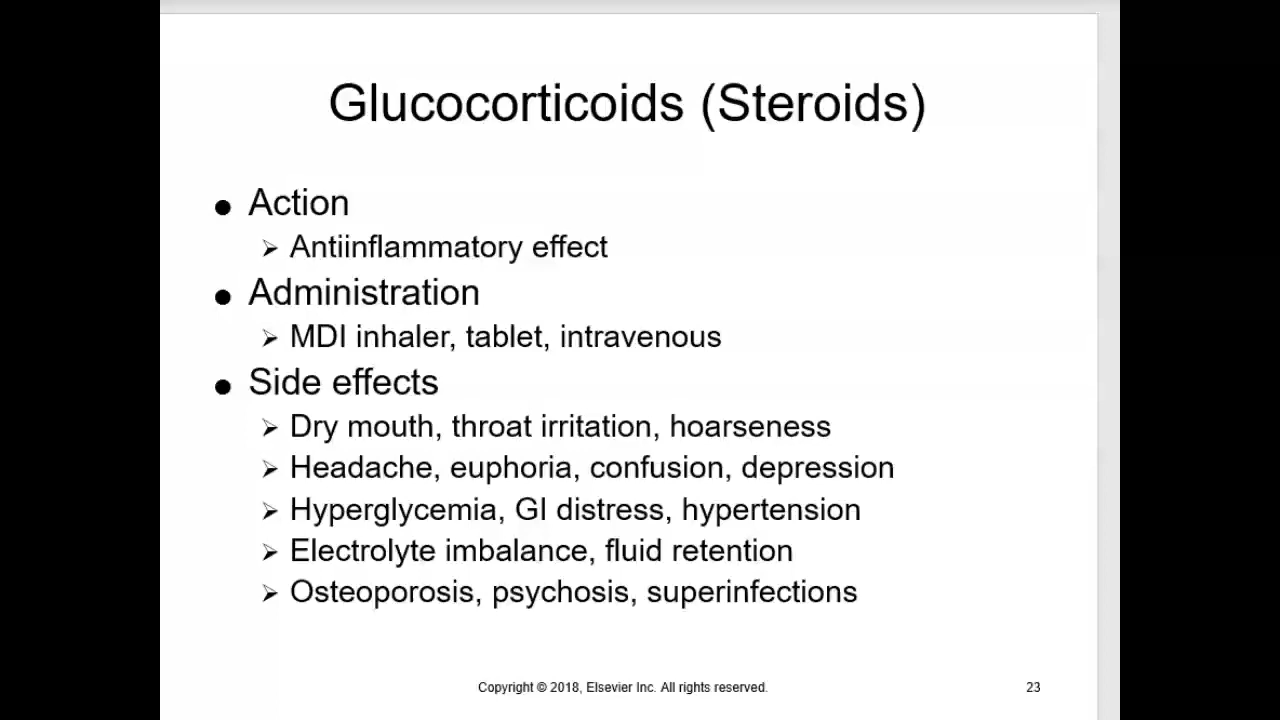 Glucocorticoids (Steroids)
● Action
➢ Antiinflammatory effect
● Administration
➢ MDI inhaler, tablet, intravenous
● Side effects
➢ Dry mouth, throat irritation, hoarseness
➢ Headache, euphoria, confusion, depression
➢ Hyperglycemia, GI distress, hypertension
➢ Electrolyte imbalance, fluid retention
➢ Osteoporosis, psychosis, superinfections
Copyright © 2018, Elsevier Inc. All rights reserved.
23